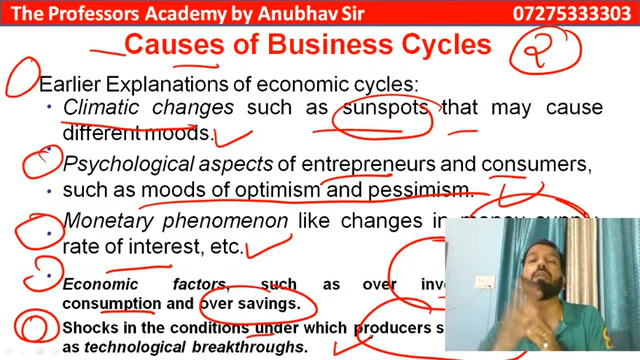 The Professors Academy by Anubhav Sir 07275333303
Causes of Business Cycles
Earlier Explanations of economic cycles:
• Climatic changes such as sunspots that may cause
different moods.
• Psychological aspects of entrepreneurs and consumers,
such as moods of optimism and pessimism.
• Monetary phenomenon like changes in money supply
rate of interest, etc.
• Economic factors, such as over
consumption and over savings.
• Shocks in the conditions under which producers
as technological breakthroughs.